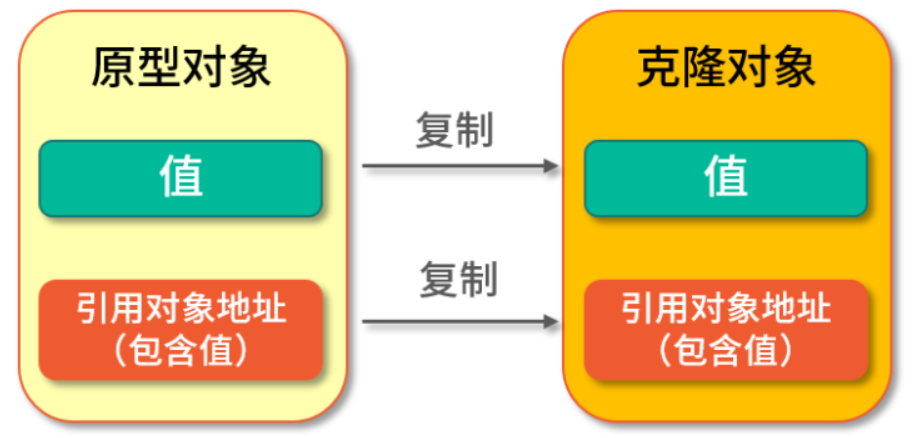 原型对象
克隆对象
复制
值
值
复制
引用对象地址
（包含值）
引用对象地址
（包含值）